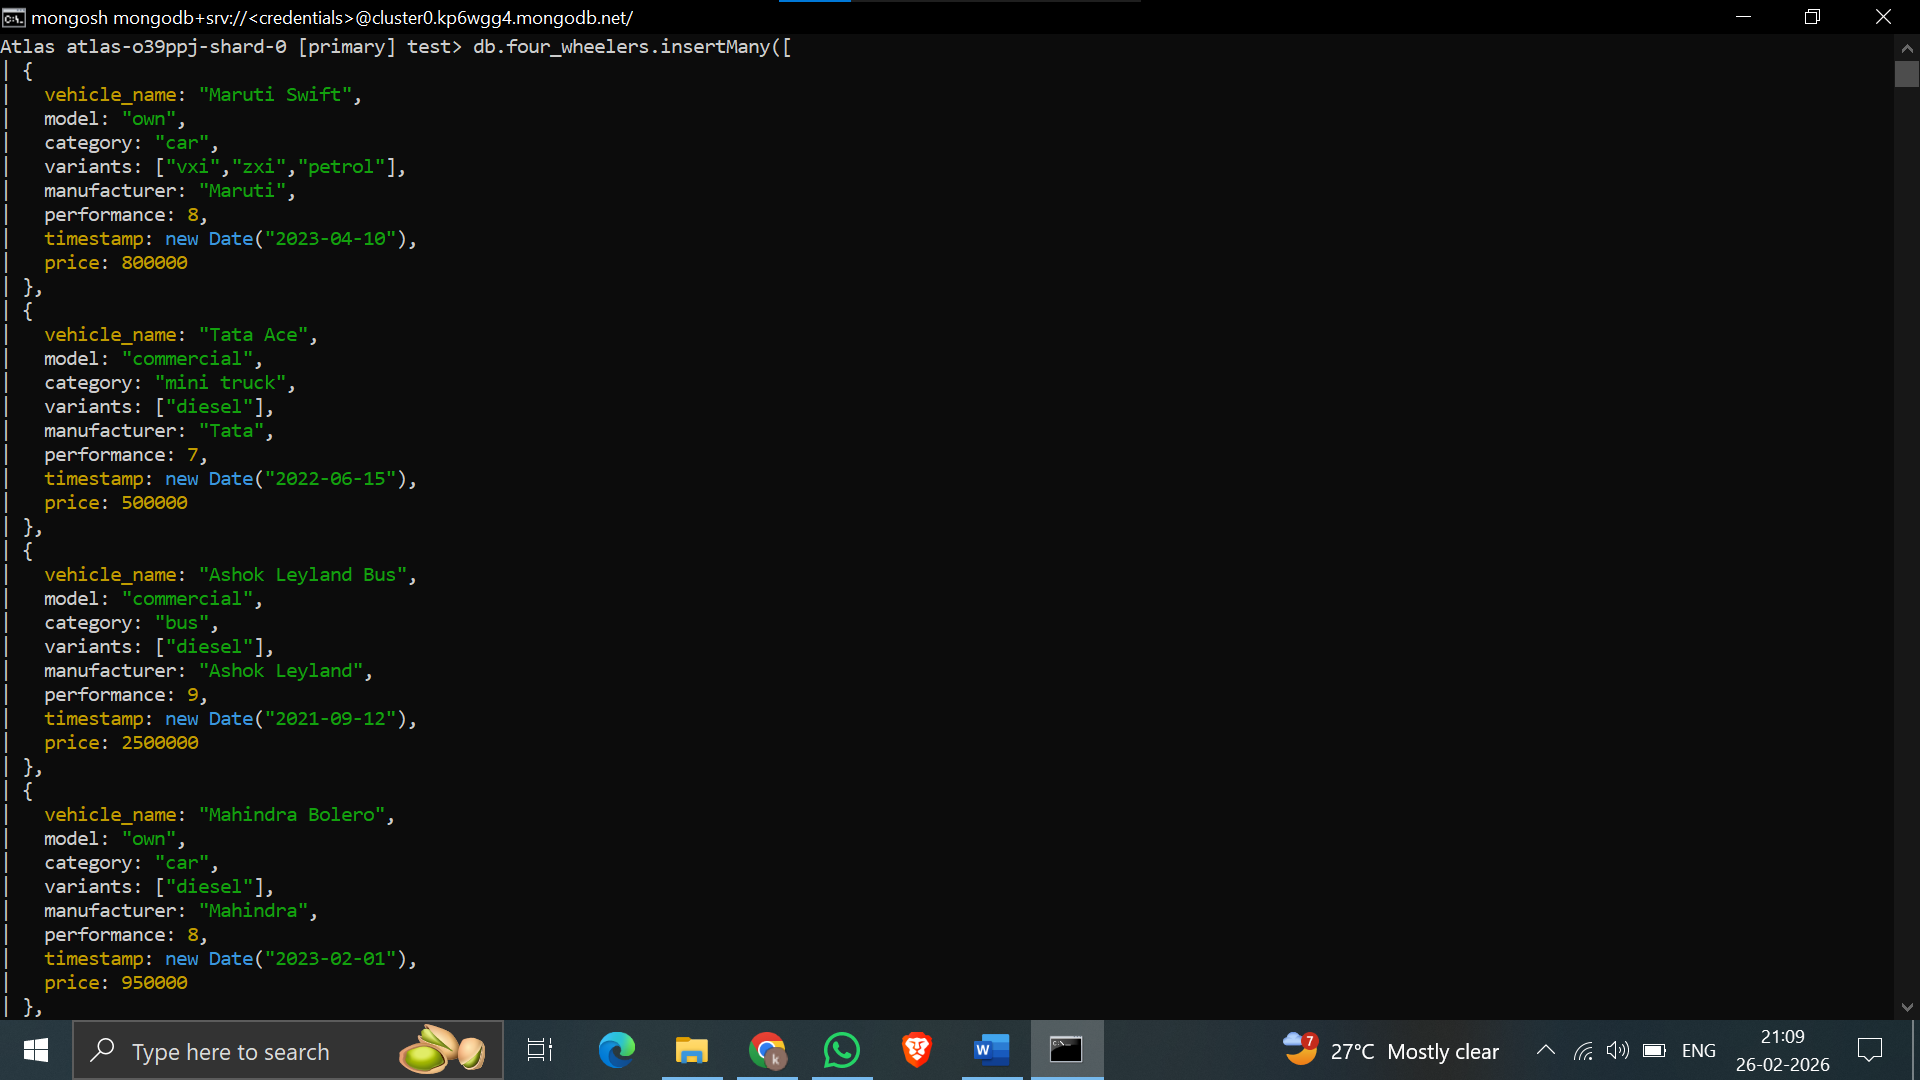 mongosh mongodb+srv://<credentials>@cluster0.kp6wgg4.mongodb.net/
Atlas atlas-o39ppj-shard-0 [primary] test> db.four_wheelers.insertMany([
| {
|   vehicle_name: "Maruti Swift",
|   model: "own",
|   category: "car",
|   variants: ["vxi","zxi","petrol"],
|   manufacturer: "Maruti",
|   performance: 8,
|   timestamp: new Date("2023-04-10"),
|   price: 800000
| },
| {
|   vehicle_name: "Tata Ace",
|   model: "commercial",
|   category: "mini truck",
|   variants: ["diesel"],
|   manufacturer: "Tata",
|   performance: 7,
|   timestamp: new Date("2022-06-15"),
|   price: 500000
| },
| {
|   vehicle_name: "Ashok Leyland Bus",
|   model: "commercial",
|   category: "bus",
|   variants: ["diesel"],
|   manufacturer: "Ashok Leyland",
|   performance: 9,
|   timestamp: new Date("2021-09-12"),
|   price: 2500000
| },
| {
|   vehicle_name: "Mahindra Bolero",
|   model: "own",
|   category: "car",
|   variants: ["diesel"],
|   manufacturer: "Mahindra",
|   performance: 8,
|   timestamp: new Date("2023-02-01"),
|   price: 950000
| },
Type here to search
k
W
7
27°C Mostly clear
ENG
21:09
26-02-2026